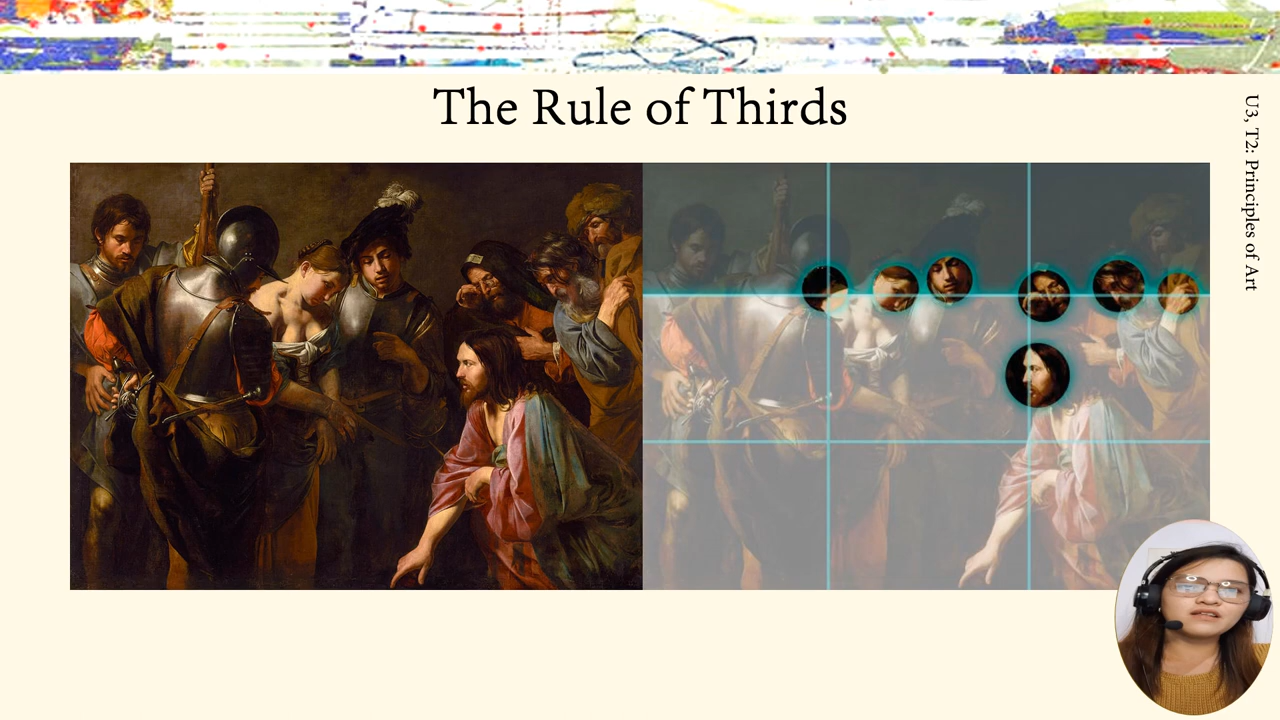 The Rule of Thirds
U3, T2: Principles of Art